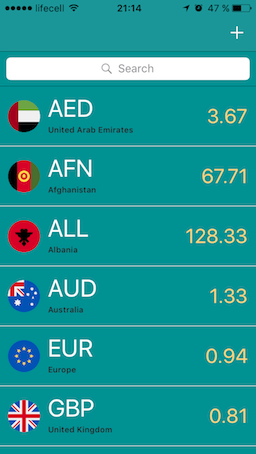 lifecell 21:14 47 %
+
Search
AED 3.67
United Arab Emirates
AFN 67.71
Afghanistan
ALL 128.33
Albania
AUD 1.33
Australia
EUR 0.94
Europe
GBP 0.81
United Kingdom